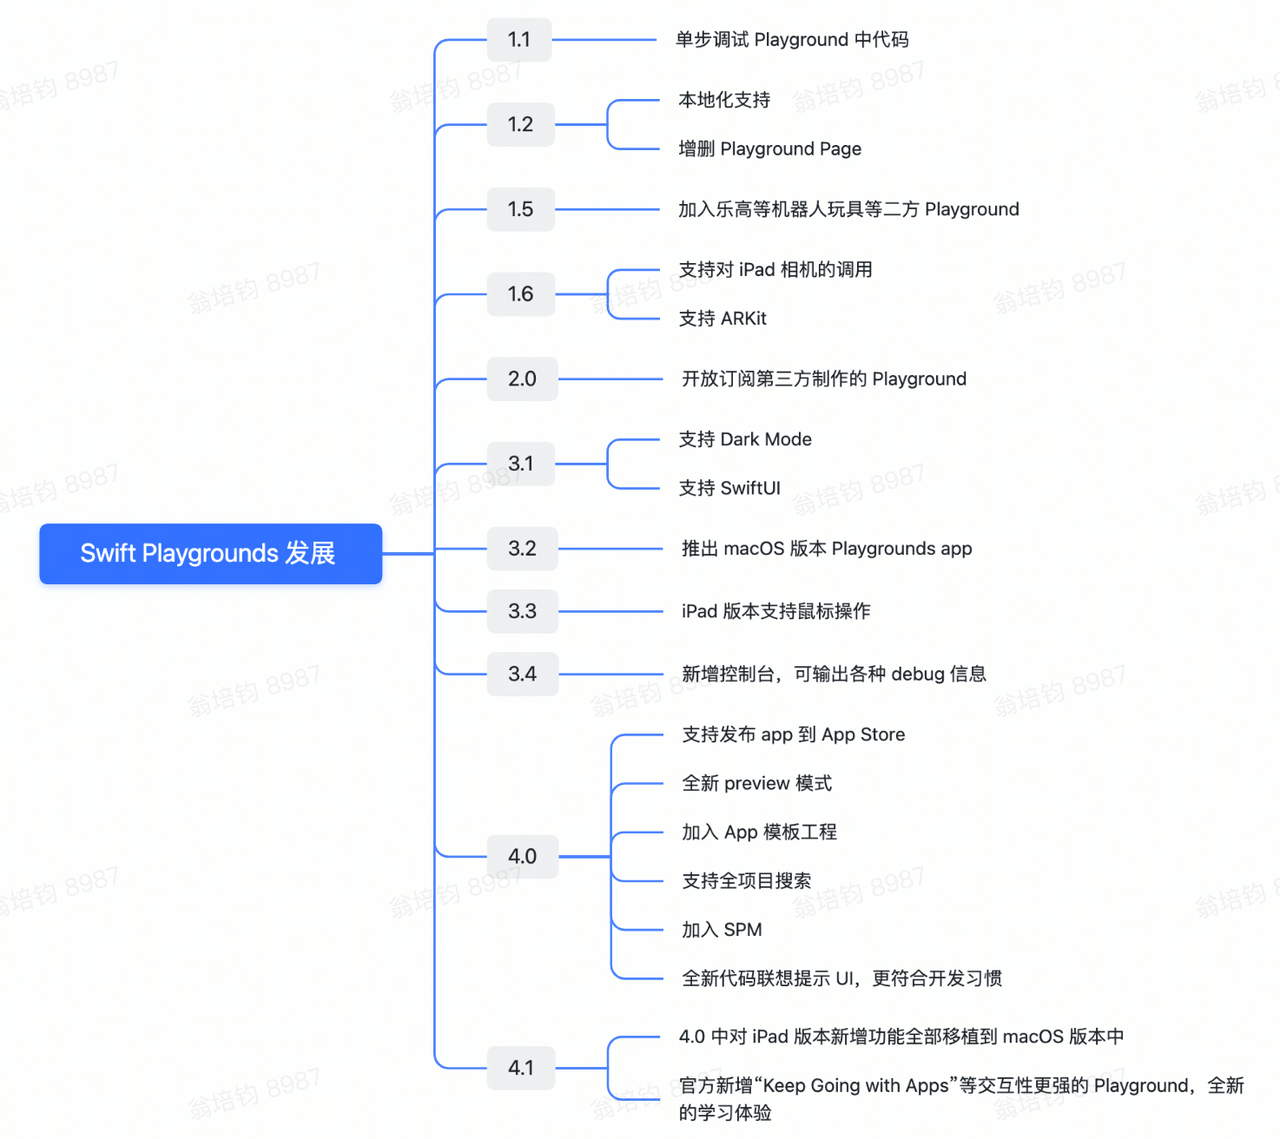 1.1
单步调试 Playground 中代码
1.2
本地化支持
增删 Playground Page
1.5
加入乐高等机器人玩具等二方 Playground
1.6
支持对 iPad 相机的调用
支持 ARKit
2.0
开放订阅第三方制作的 Playground
3.1
支持 Dark Mode
支持 SwiftUI
Swift Playgrounds 发展
3.2
推出 macOS 版本 Playgrounds app
3.3
iPad 版本支持鼠标操作
3.4
新增控制台，可输出各种 debug 信息
4.0
支持发布 app 到 App Store
全新 preview 模式
加入 App 模板工程
支持全项目搜索
加入 SPM
全新代码联想提示 UI，更符合开发习惯
4.1
4.0 中对 iPad 版本新增功能全部移植到 macOS 版本中
官方新增“Keep Going with Apps”等交互性更强的 Playground，全新
的学习体验
翁培钧 8987